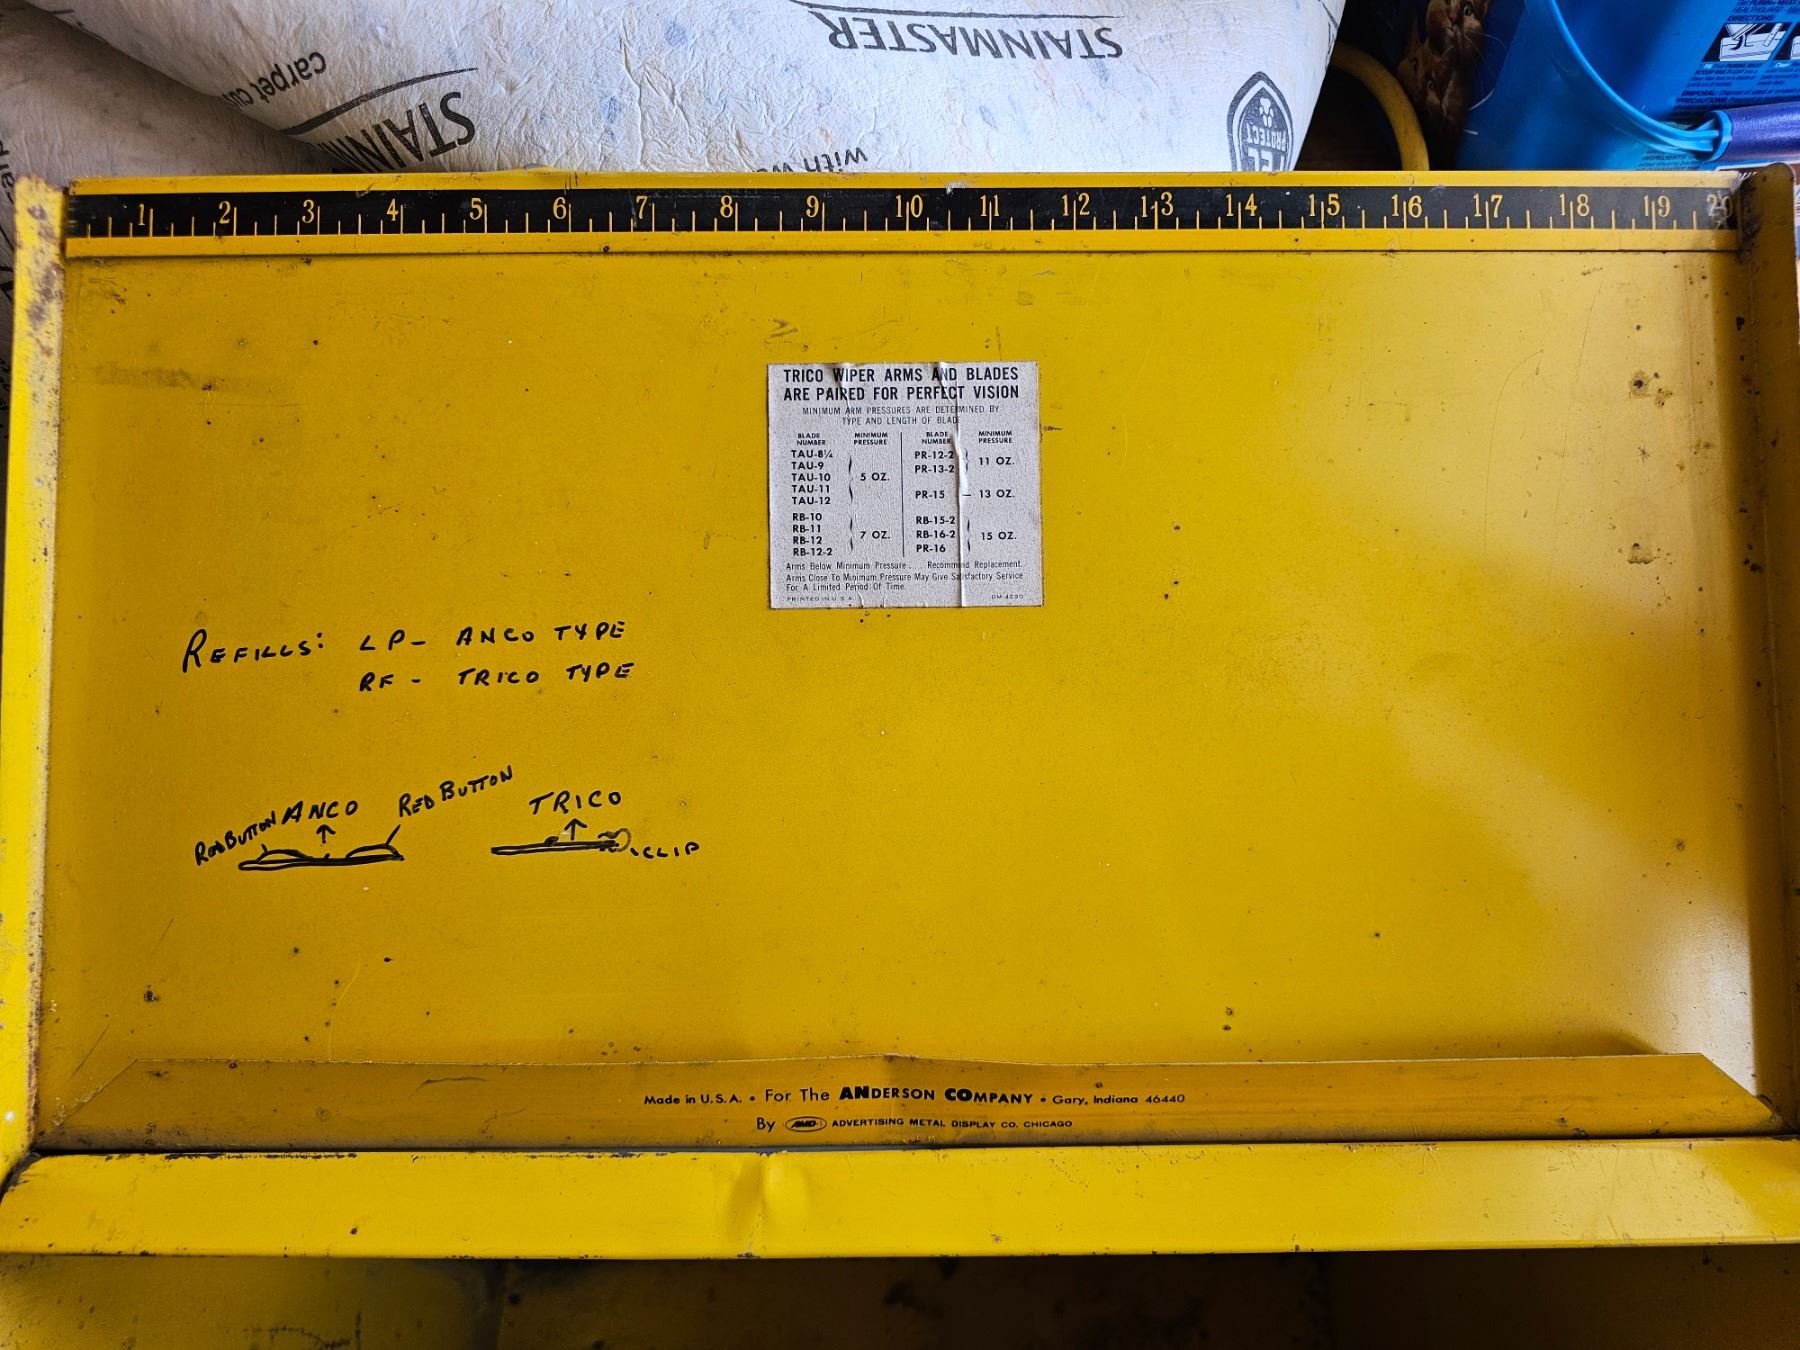 STAINMASTER
carpet
STAINM
with
PROTECT
DIRECTIONS:
1 2 3 4 5 6 7 8 9 10 11 12 13 14 15 16 17 18 19 20
TRICO WIPER ARMS AND BLADES
ARE PAIRED FOR PERFECT VISION
MINIMUM ARM PRESSURES ARE DETERMINED BY
TYPE AND LENGTH OF BLAD
BLADE NUMBER MINIMUM PRESSURE
TAU-8¼
TAU-9
TAU-10 5 OZ.
TAU-11
TAU-12
RB-10
RB-11
RB-12 7 OZ.
RB-12-2
BLADE NUMBER MINIMUM PRESSURE
PR-12-2
PR-13-2 11 OZ.
PR-15 – 13 OZ.
RB-15-2
RB-16-2 15 OZ.
PR-16
Arms Below Minimum Pressure . . . Recommend Replacement.
Arms Close To Minimum Pressure May Give Satisfactory Service
For A Limited Period Of Time.
PRINTED IN U.S.A. DM-4200
REFILLS: LP- ANCO TYPE
RF - TRICO TYPE
RED BUTTON ANCO RED BUTTON
TRICO
CLIP
Made in U.S.A. • For The ANDERSON COMPANY • Gary, Indiana 46440
By AMD ADVERTISING METAL DISPLAY CO. CHICAGO